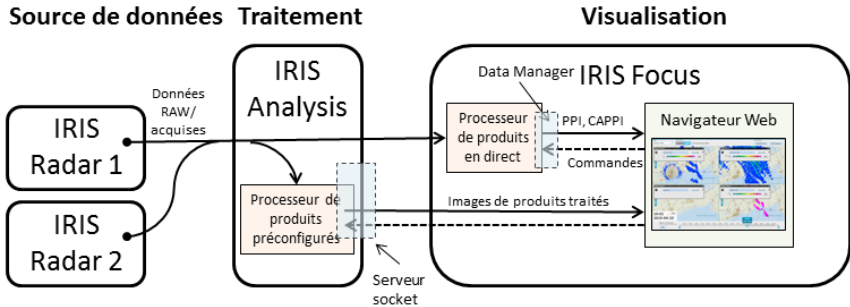 Source de données
Traitement
Visualisation
IRIS
Radar 1
IRIS
Radar 2
Données
RAW/
acquises
IRIS
Analysis
Processeur de
produits
préconfigurés
Serveur
socket
IRIS Focus
Data Manager
Processeur
de produits
en direct
PPI, CAPPI
Commandes
Images de produits traités
Navigateur Web